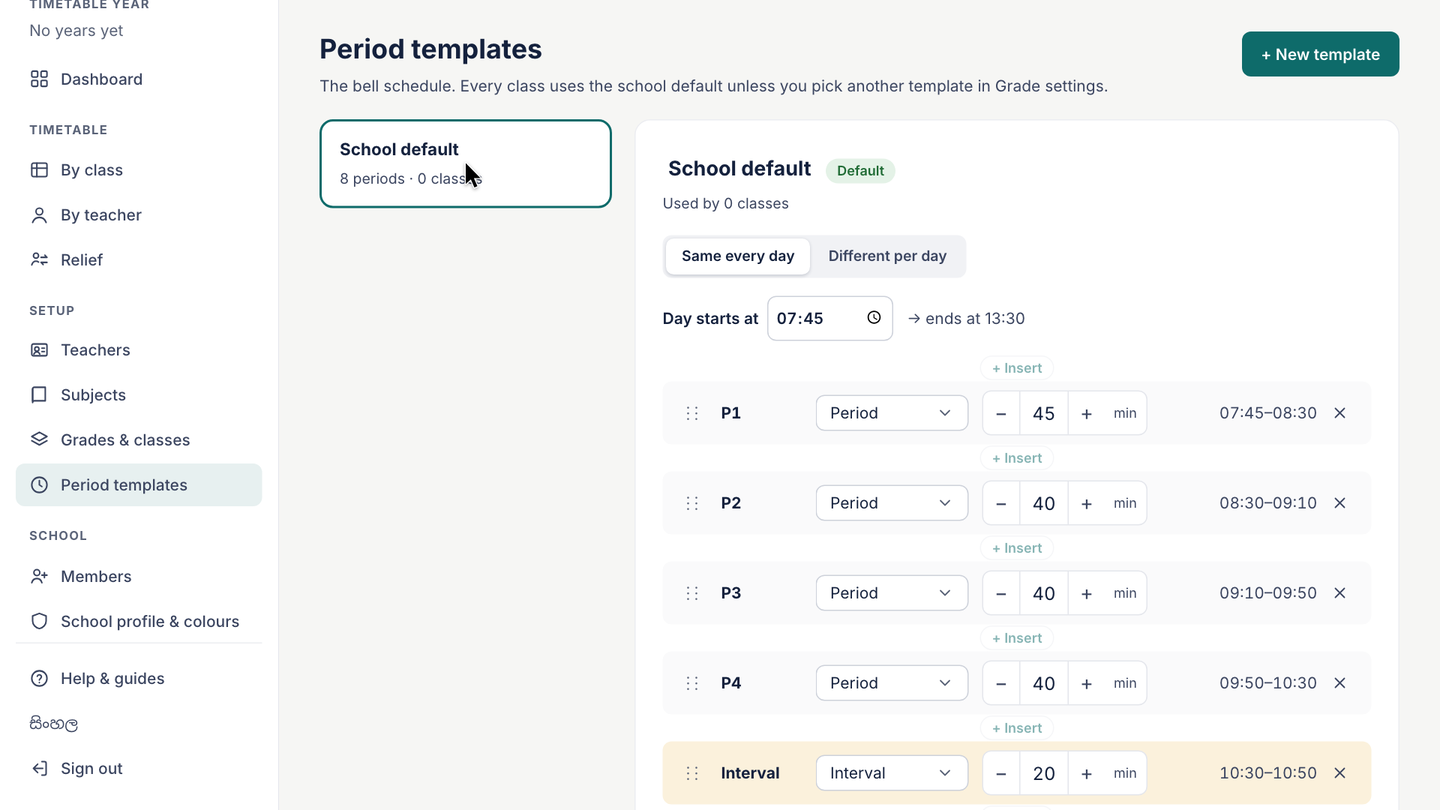 TIMETABLE YEAR
No years yet
Dashboard
TIMETABLE
By class
By teacher
Relief
SETUP
Teachers
Subjects
Grades & classes
Period templates
SCHOOL
Members
School profile & colours
Help & guides
සිංහල
Sign out
Period templates
+ New template
The bell schedule. Every class uses the school default unless you pick another template in Grade settings.
School default
8 periods · 0 classes
School default Default
Used by 0 classes
Same every day Different per day
Day starts at 07:45 → ends at 13:30
+ Insert
P1 Period − 45 + min 07:45–08:30 ×
+ Insert
P2 Period − 40 + min 08:30–09:10 ×
+ Insert
P3 Period − 40 + min 09:10–09:50 ×
+ Insert
P4 Period − 40 + min 09:50–10:30 ×
+ Insert
Interval Interval − 20 + min 10:30–10:50 ×